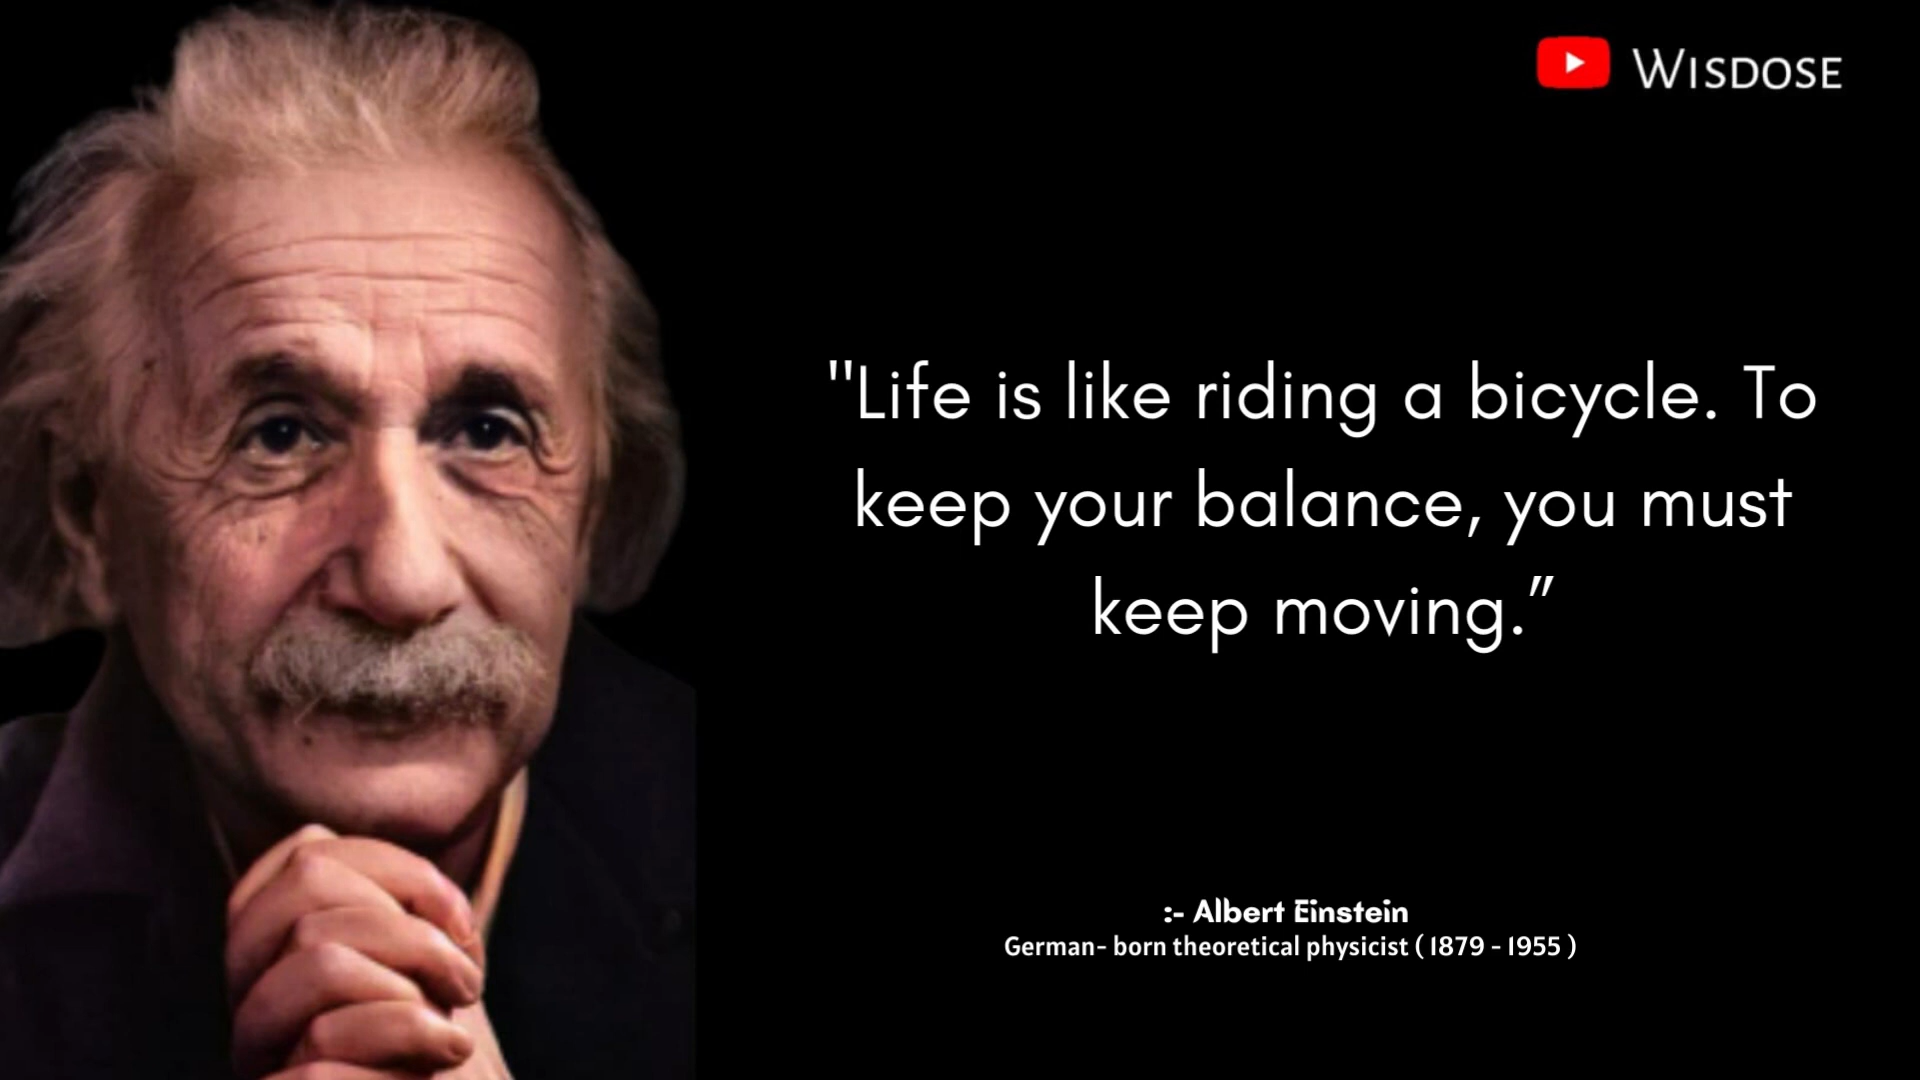 WISDOSE
"Life is like riding a bicycle. To
keep your balance, you must
keep moving.”
:- Albert Einstein
German- born theoretical physicist ( 1879 - 1955 )